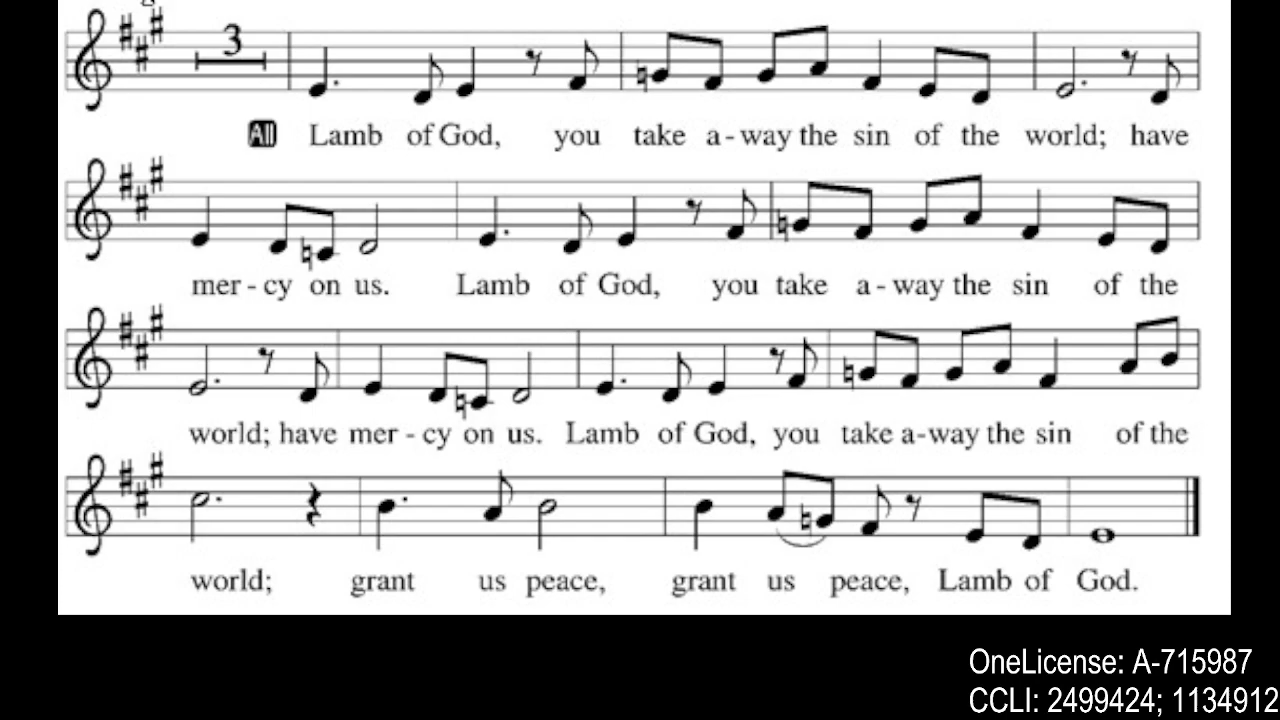 3
All Lamb of God, you take a-way the sin of the world; have
mer-cy on us. Lamb of God, you take a-way the sin of the
world; have mer-cy on us. Lamb of God, you take a-way the sin of the
world; grant us peace, grant us peace, Lamb of God.
OneLicense: A-715987
CCLI: 2499424; 1134912